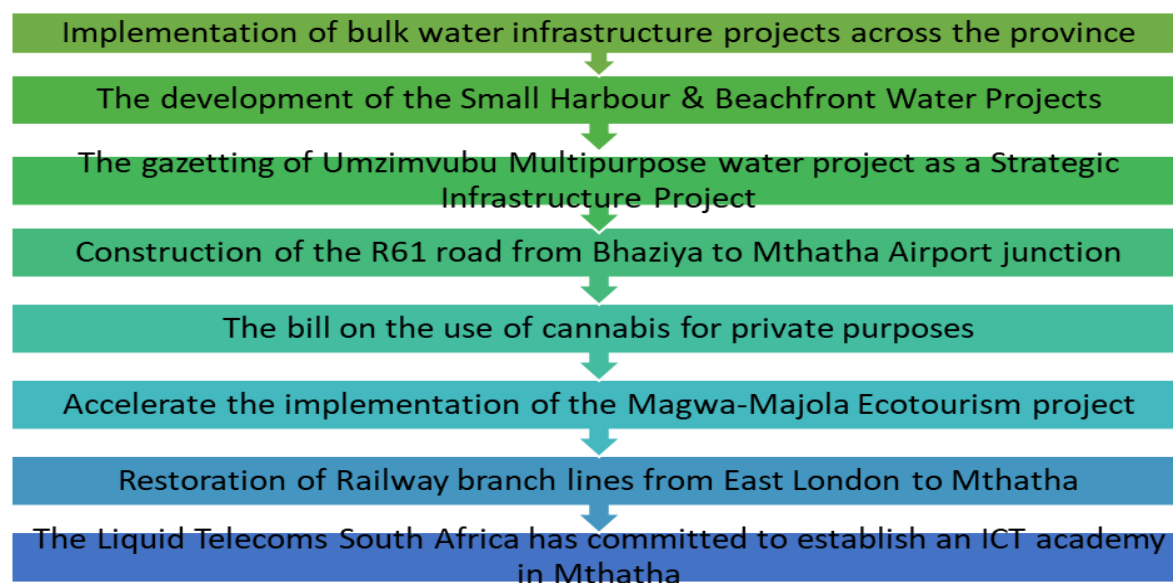 Implementation of bulk water infrastructure projects across the province
The development of the Small Harbour & Beachfront Water Projects
The gazetting of Umzimvubu Multipurpose water project as a Strategic
Infrastructure Project
Construction of the R61 road from Bhaziya to Mthatha Airport junction
The bill on the use of cannabis for private purposes
Accelerate the implementation of the Magwa-Majola Ecotourism project
Restoration of Railway branch lines from East London to Mthatha
The Liquid Telecoms South Africa has committed to establish an ICT academy
in Mthatha